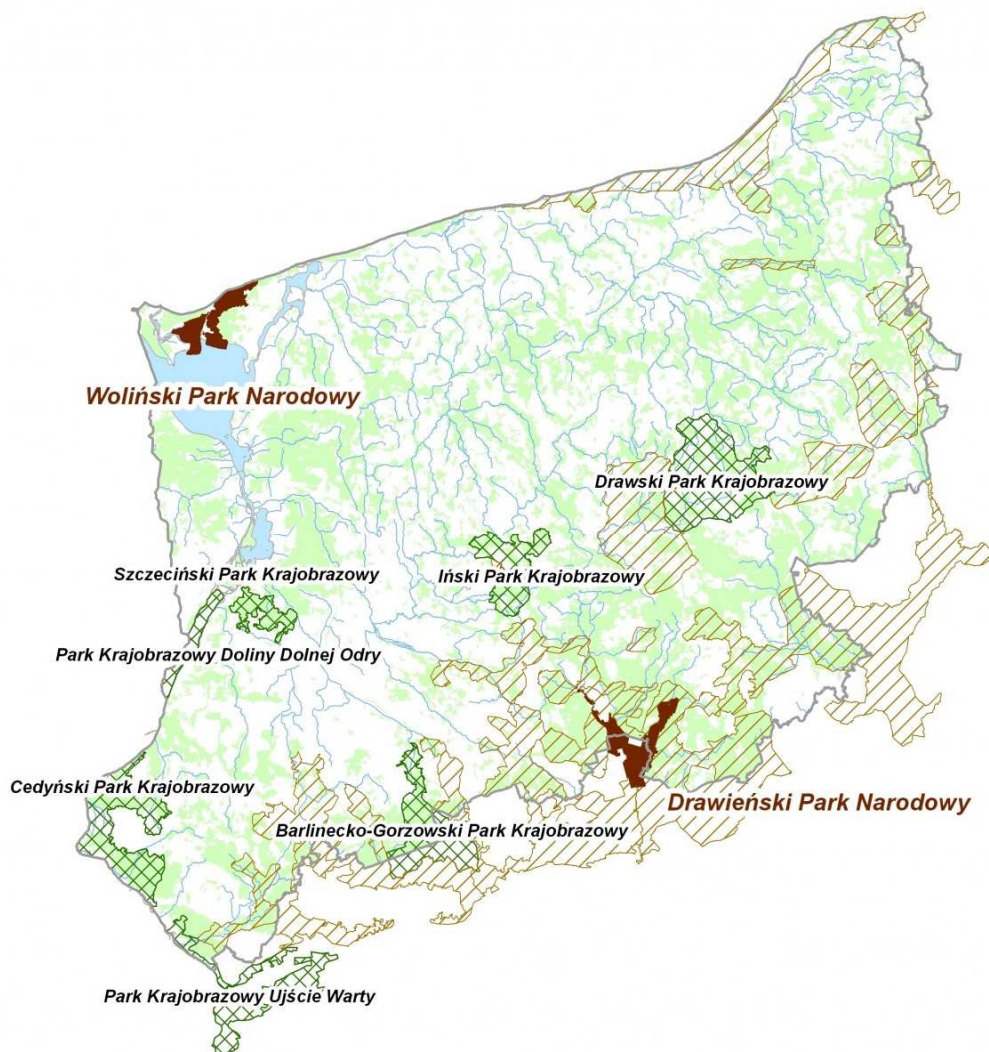 Woliński Park Narodowy
Drawski Park Krajobrazowy
Szczeciński Park Krajobrazowy
Iński Park Krajobrazowy
Park Krajobrazowy Doliny Dolnej Odry
Cedyński Park Krajobrazowy
Drawieński Park Narodowy
Barlinecko-Gorzowski Park Krajobrazowy
Park Krajobrazowy Ujście Warty